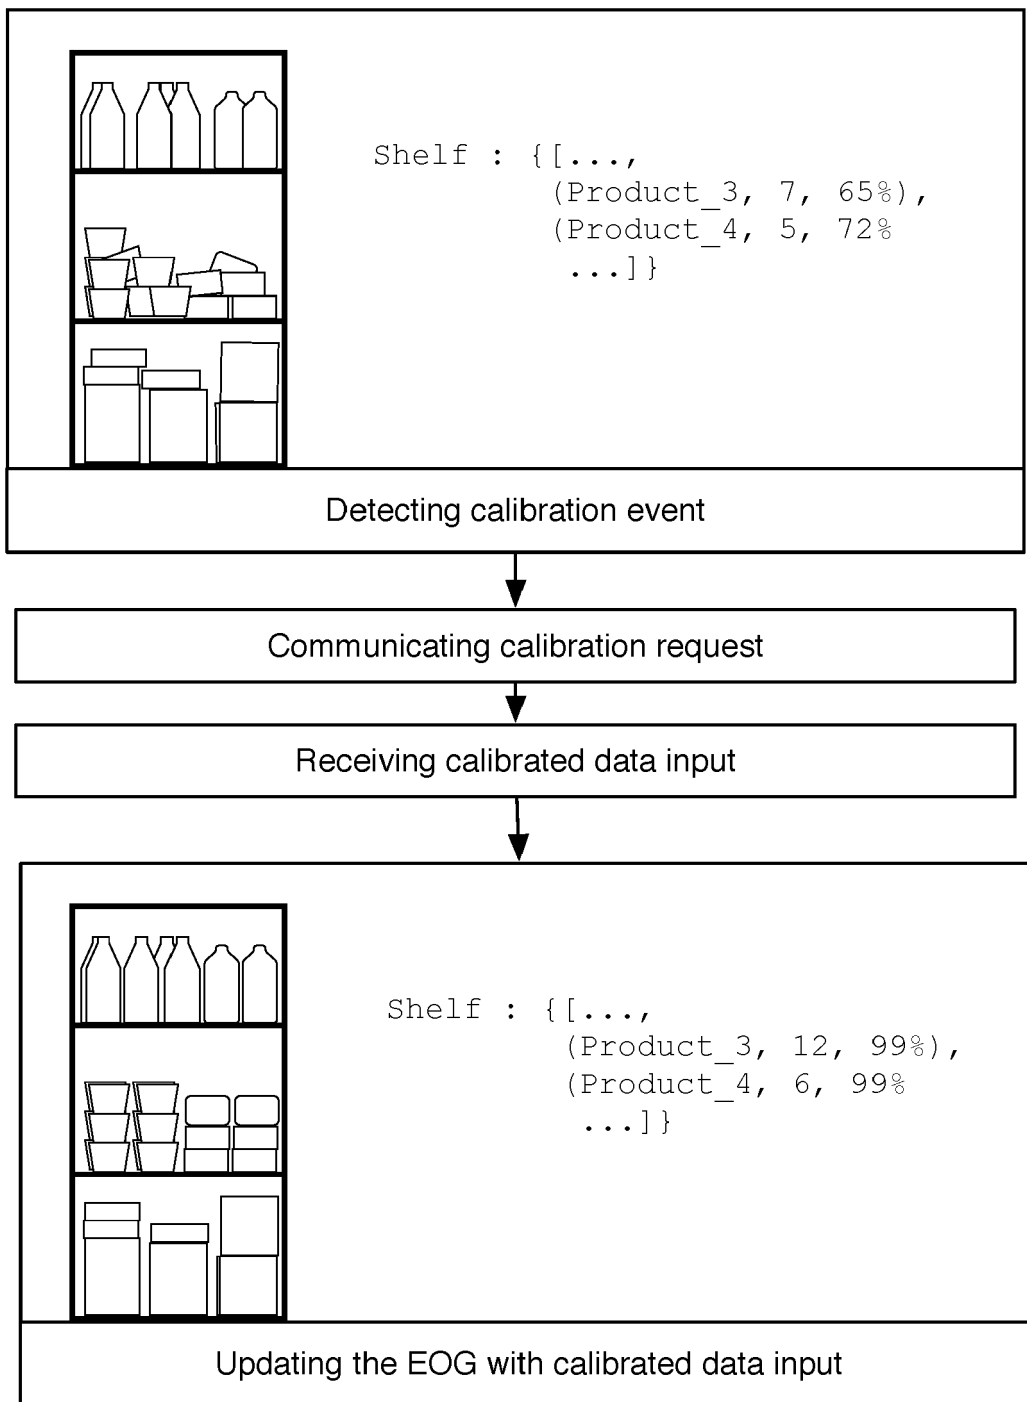 Shelf : {[...,
(Product_3, 7, 65%),
(Product_4, 5, 72%
...]}
Detecting calibration event
Communicating calibration request
Receiving calibrated data input
Shelf : {[...,
(Product_3, 12, 99%),
(Product_4, 6, 99%
...]}
Updating the EOG with calibrated data input